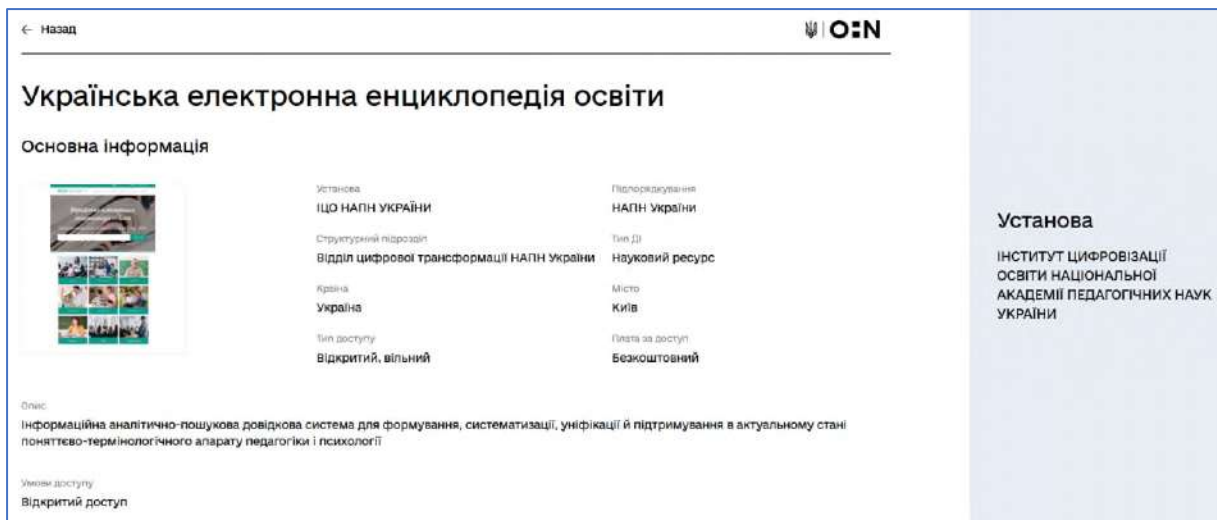 ← Назад
O:N
Українська електронна енциклопедія освіти
Основна інформація
Установа
ІЦО НАПН УКРАЇНИ
Підпорядкування
НАПН України
Структурний підрозділ
Відділ цифрової трансформації НАПН України
Тип ДІ
Науковий ресурс
Країна
Україна
Місто
Київ
Тип доступу
Відкритий, вільний
Плата за доступ
Безкоштовний
Опис
Інформаційна аналітично-пошукова довідкова система для формування, систематизації, уніфікації й підтримування в актуальному стані
поняттєво-термінологічного апарату педагогіки і психології
Умови доступу
Відкритий доступ
Установа
ІНСТИТУТ ЦИФРОВІЗАЦІЇ
ОСВІТИ НАЦІОНАЛЬНОЇ
АКАДЕМІЇ ПЕДАГОГІЧНИХ НАУК
УКРАЇНИ